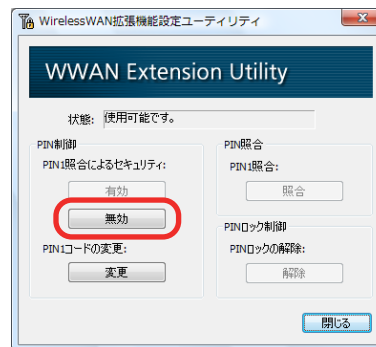 WirelessWAN拡張機能設定ユーティリティ
WWAN Extension Utility
状態: 使用可能です。
PIN制御
PIN1照合によるセキュリティ:
有効
無効
PIN1コードの変更:
変更
PIN照合
PIN1照合:
照合
PINロック制御
PINロックの解除:
解除
閉じる